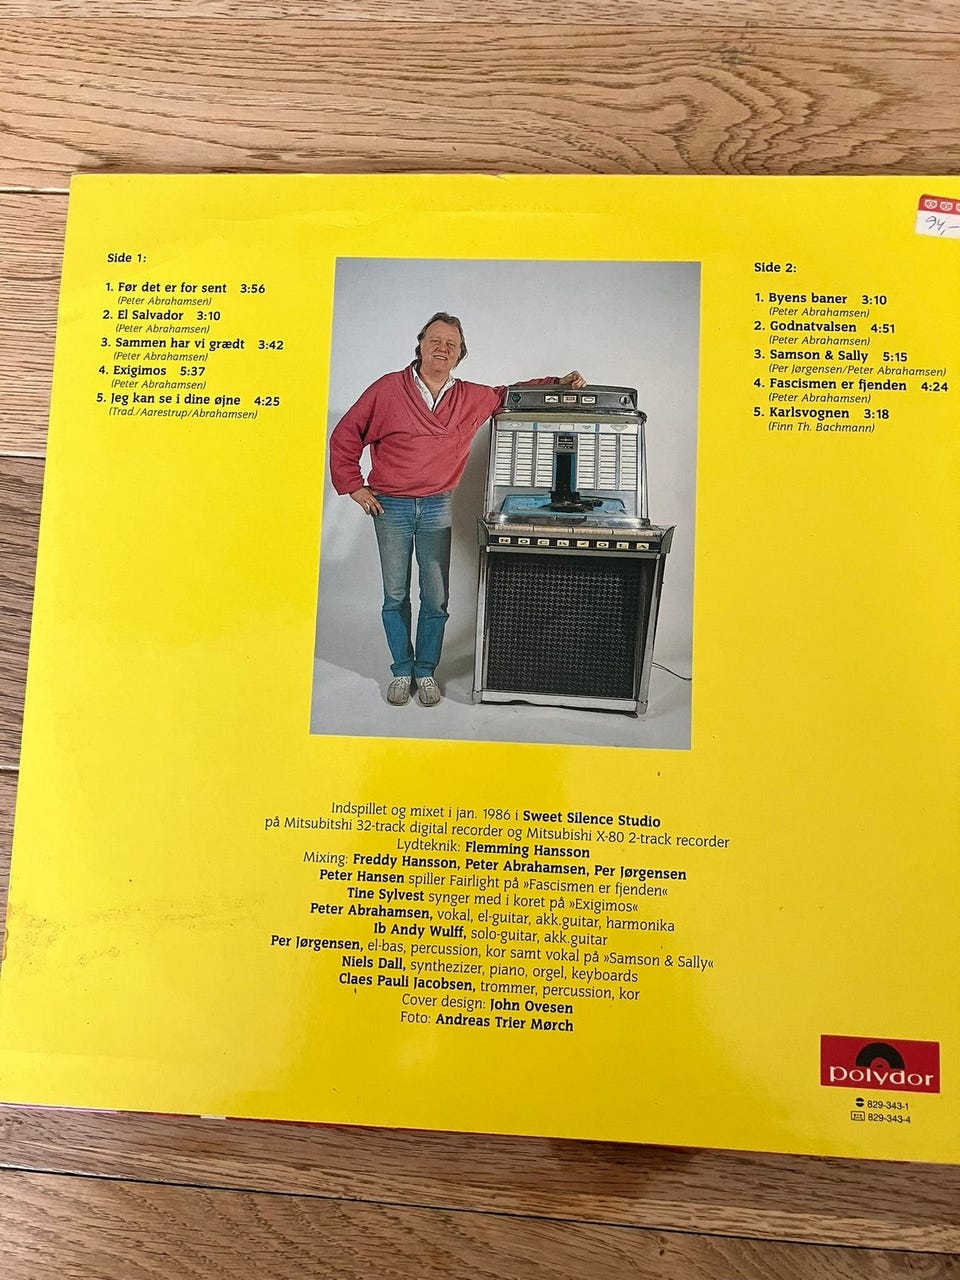 94,-
Side 1:
1. Før det er for sent 3:56
(Peter Abrahamsen)
2. El Salvador 3:10
(Peter Abrahamsen)
3. Sammen har vi grædt 3:42
(Peter Abrahamsen)
4. Exigimos 5:37
(Peter Abrahamsen)
5. Jeg kan se i dine øjne 4:25
(Trad./Aarestrup/Abrahamsen)
Side 2:
1. Byens baner 3:10
(Peter Abrahamsen)
2. Godnatvalsen 4:51
(Peter Abrahamsen)
3. Samson & Sally 5:15
(Per Jørgensen/Peter Abrahamsen)
4. Fascismen er fjenden 4:24
(Peter Abrahamsen)
5. Karlsvognen 3:18
(Finn Th. Bachmann)
ROCK-OLA
Indspillet og mixet i jan. 1986 i Sweet Silence Studio
på Mitsubitshi 32-track digital recorder og Mitsubishi X-80 2-track recorder
Lydteknik: Flemming Hansson
Mixing: Freddy Hansson, Peter Abrahamsen, Per Jørgensen
Peter Hansen spiller Fairlight på »Fascismen er fjenden«
Tine Sylvest synger med i koret på »Exigimos«
Peter Abrahamsen, vokal, el-guitar, akk.guitar, harmonika
Ib Andy Wulff, solo-guitar, akk.guitar
Per Jørgensen, el-bas, percussion, kor samt vokal på »Samson & Sally«
Niels Dall, synthezizer, piano, orgel, keyboards
Claes Pauli Jacobsen, trommer, percussion, kor
Cover design: John Ovesen
Foto: Andreas Trier Mørch
polydor
829-343-1
829-343-4